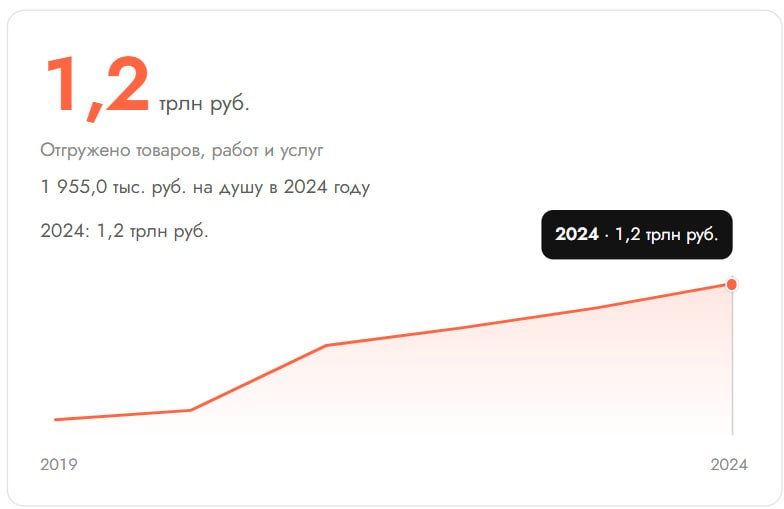 1,2 трлн руб.
Отгружено товаров, работ и услуг
1 955,0 тыс. руб. на душу в 2024 году
2024: 1,2 трлн руб.
2024 · 1,2 трлн руб.
2019 2024